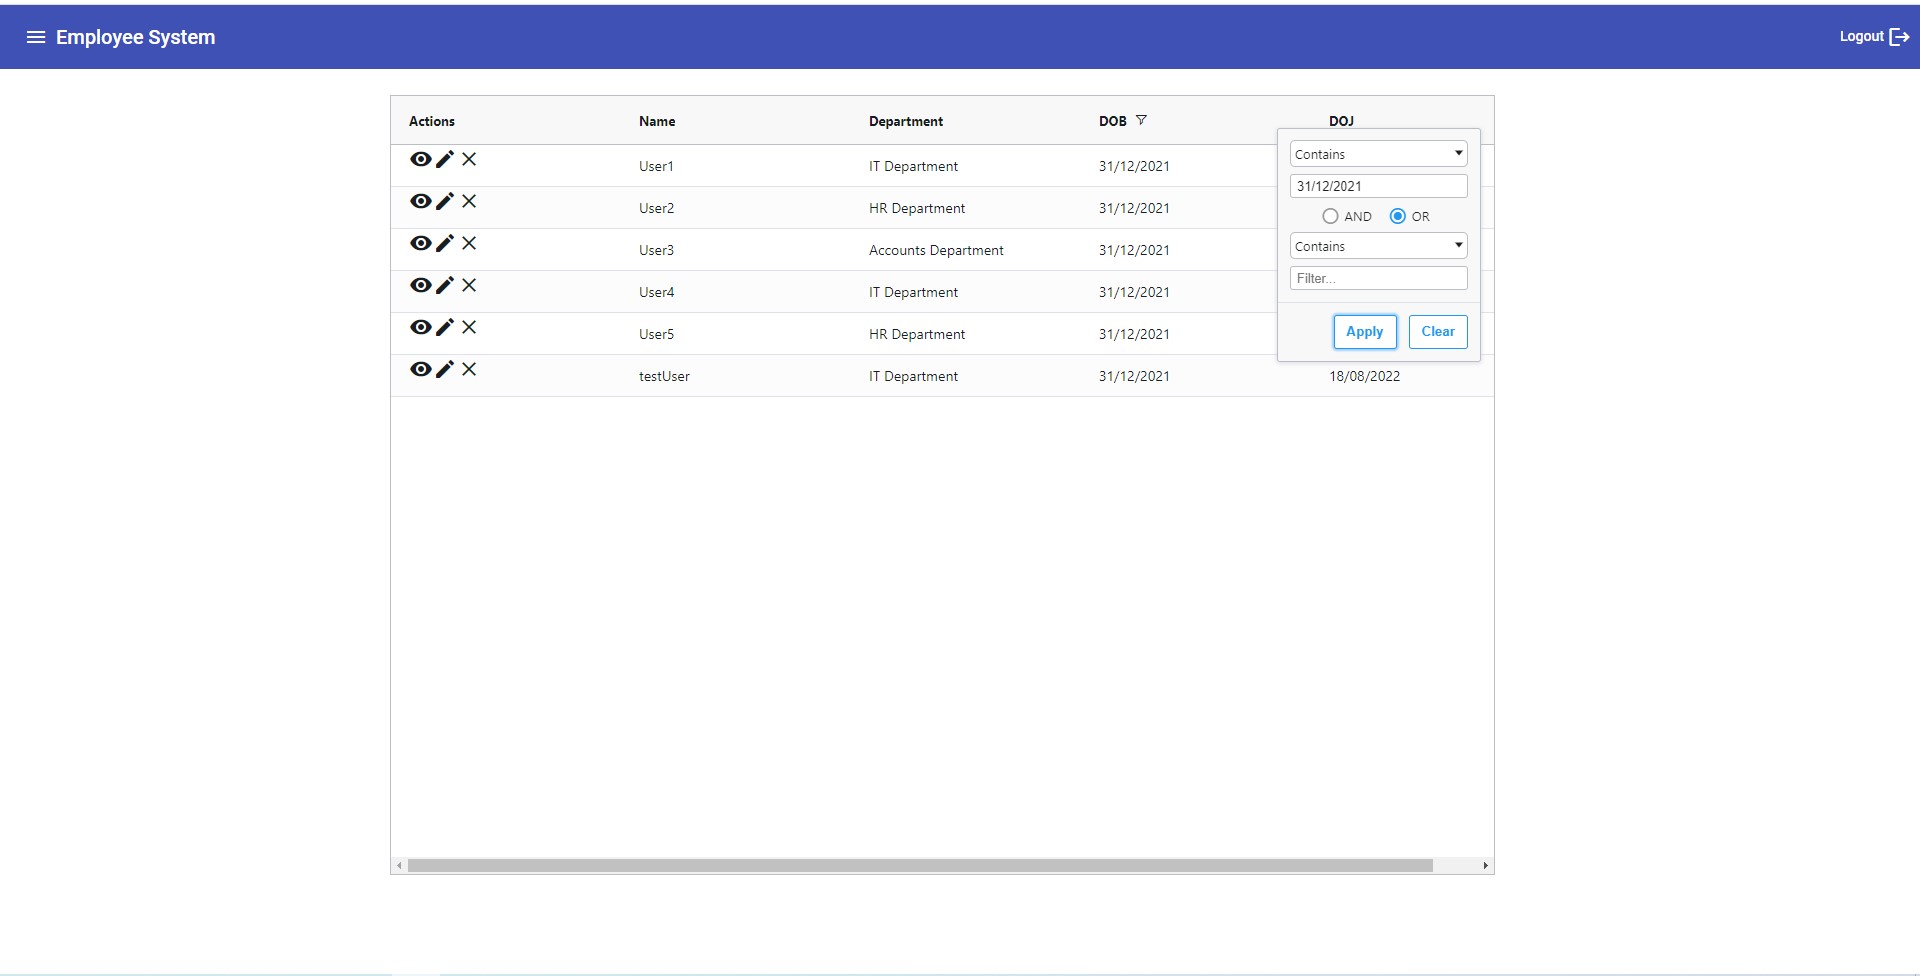 Employee System
Logout
Actions Name Department DOB DOJ
User1 IT Department 31/12/2021
User2 HR Department 31/12/2021
User3 Accounts Department 31/12/2021
User4 IT Department 31/12/2021
User5 HR Department 31/12/2021
testUser IT Department 31/12/2021 18/08/2022
Contains
31/12/2021
AND OR
Contains
Filter...
Apply Clear